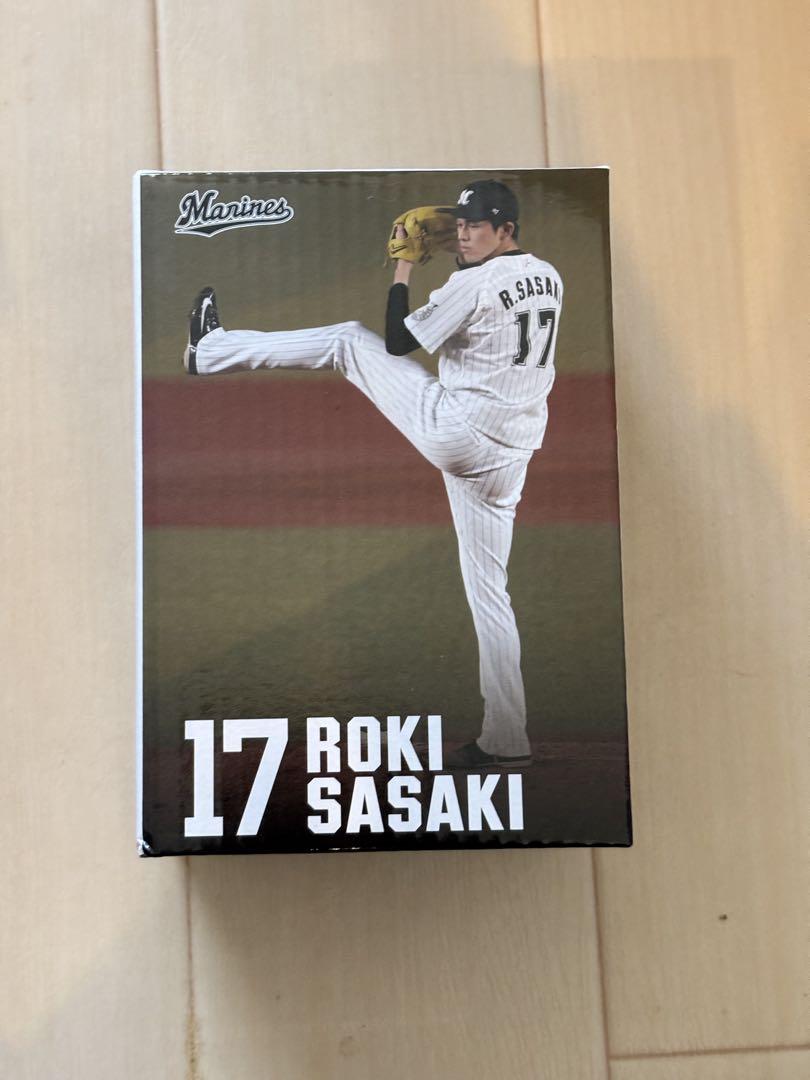 Marines
M
R.SASAKI
17
17 ROKI
SASAKI